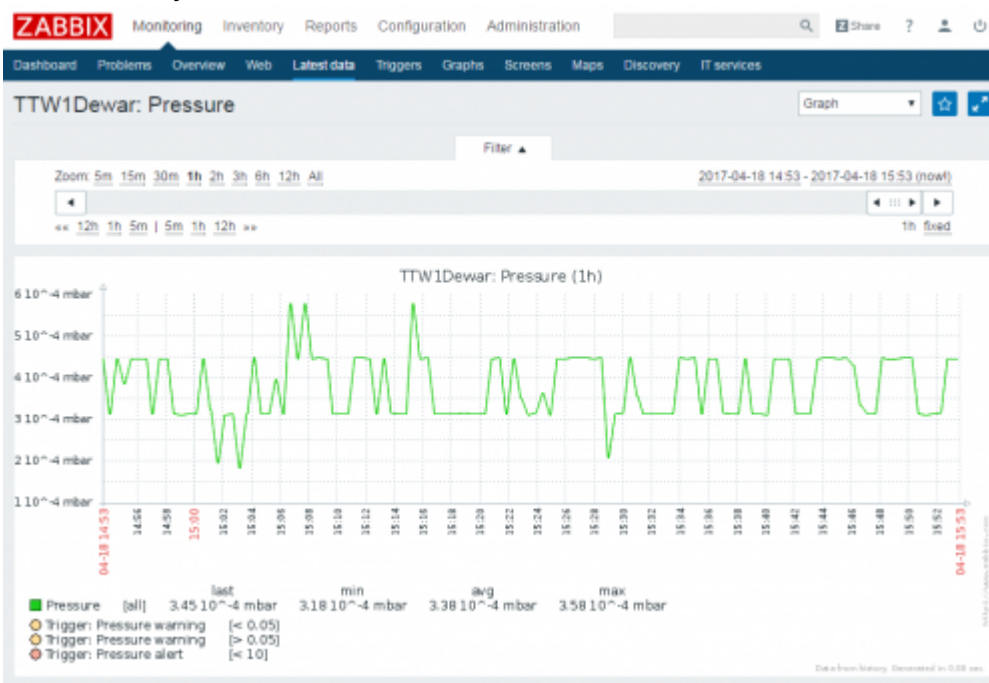 ZABBIX Monitoring Inventory Reports Configuration Administration Z Share ?
Dashboard Problems Overview Web Latest data Triggers Graphs Screens Maps Discovery IT services
TTW1Dewar: Pressure Graph
Filter ▲
Zoom: 5m 15m 30m 1h 2h 3h 6h 12h All 2017-04-18 14:53 - 2017-04-18 15:53 (now!)
«« 12h 1h 5m | 5m 1h 12h »» 1h fixed
TTW1Dewar: Pressure (1h)
6 10^-4 mbar
5 10^-4 mbar
4 10^-4 mbar
3 10^-4 mbar
2 10^-4 mbar
1 10^-4 mbar
04-18 14:53 14:56 14:58 15:00 15:02 15:04 15:06 15:08 15:10 15:12 15:14 15:16 15:18 15:20 15:22 15:24 15:26 15:28 15:30 15:32 15:34 15:36 15:38 15:40 15:42 15:44 15:46 15:48 15:50 15:52 04-18 15:53
last min avg max
Pressure [all] 3.45 10^-4 mbar 3.18 10^-4 mbar 3.38 10^-4 mbar 3.58 10^-4 mbar
Trigger: Pressure warning [< 0.05]
Trigger: Pressure warning [> 0.05]
Trigger: Pressure alert [< 10]
Data from history. Generated in 0.08 sec.